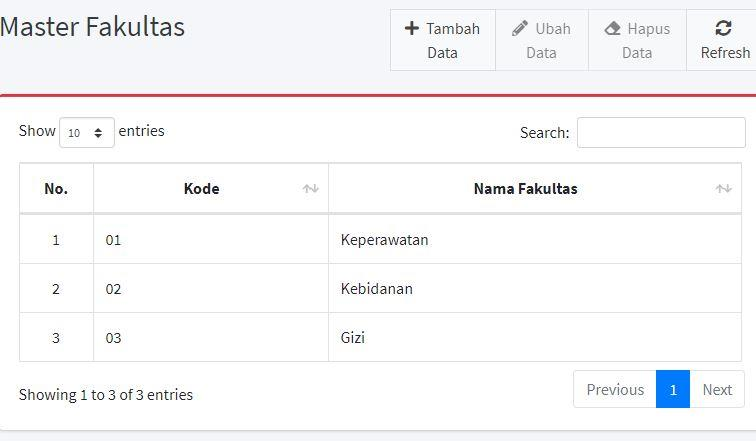 Master Fakultas
Tambah Data
Ubah Data
Hapus Data
Refresh
Show 10 entries
Search:
No. Kode Nama Fakultas
1 01 Keperawatan
2 02 Kebidanan
3 03 Gizi
Showing 1 to 3 of 3 entries
Previous 1 Next